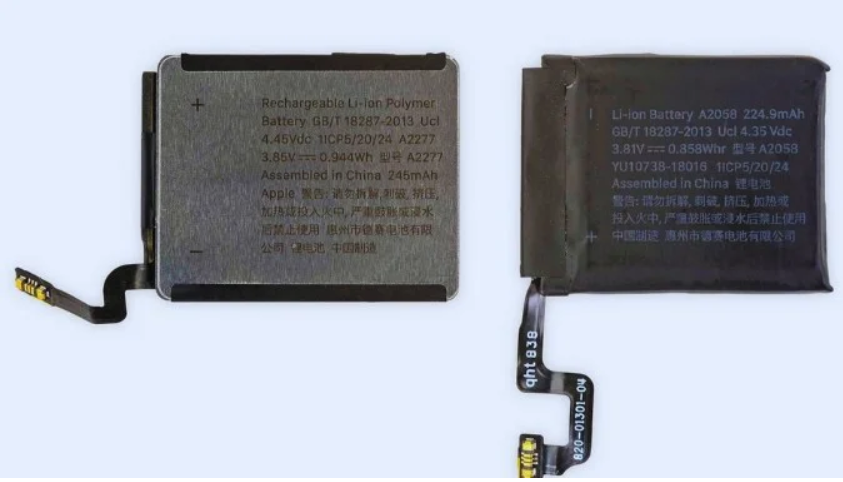 +
Rechargeable Li-ion Polymer
Battery GB/T 18287-2013 Ucl
4.45Vdc 1ICP5/20/24 A2277
3.85V⎓0.944Wh 型号 A2277
Assembled in China 245mAh
Apple 警告: 请勿拆解,刺破, 挤压,
加热或投入火中, 严重鼓胀或浸水
后禁止使用 惠州市德赛电池有限
公司 锂电池 中国制造
−
Li-ion Battery A2058 224.9mAh
GB/T 18287-2013 Ucl 4.35 Vdc
3.81V⎓0.858Whr 型号 A2058
YU10738-18016 1ICP5/20/24
Assembled in China 锂电池
警告: 请勿拆解, 刺破, 挤压, 加热或
投入火中, 严重鼓胀或浸水后禁止使用
+ 中国制造 惠州市德赛电池有限公司
qht 838
820-01301-04